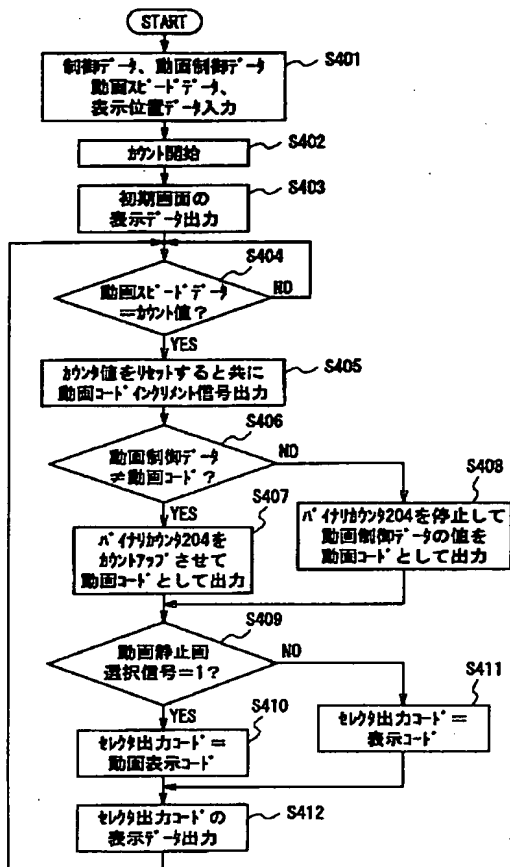 START
制御データ、動画制御データ
動画スピードデータ、
表示位置データ入力
S401
カウント開始
S402
初期画面の
表示データ出力
S403
動画スピードデータ
=カウント値?
S404
NO
YES
カウンタ値をリセットすると共に
動画コードインクリメント信号出力
S405
動画制御データ
≠動画コード?
S406
NO
YES
バイナリカウンタ204を
カウントアップさせて
動画コードとして出力
S407
バイナリカウンタ204を停止して
動画制御データの値を
動画コードとして出力
S408
動画静止画
選択信号=1?
S409
NO
YES
セレクタ出力コード=
動画表示コード
S410
セレクタ出力コード=
表示コード
S411
セレクタ出力コードの
表示データ出力
S412